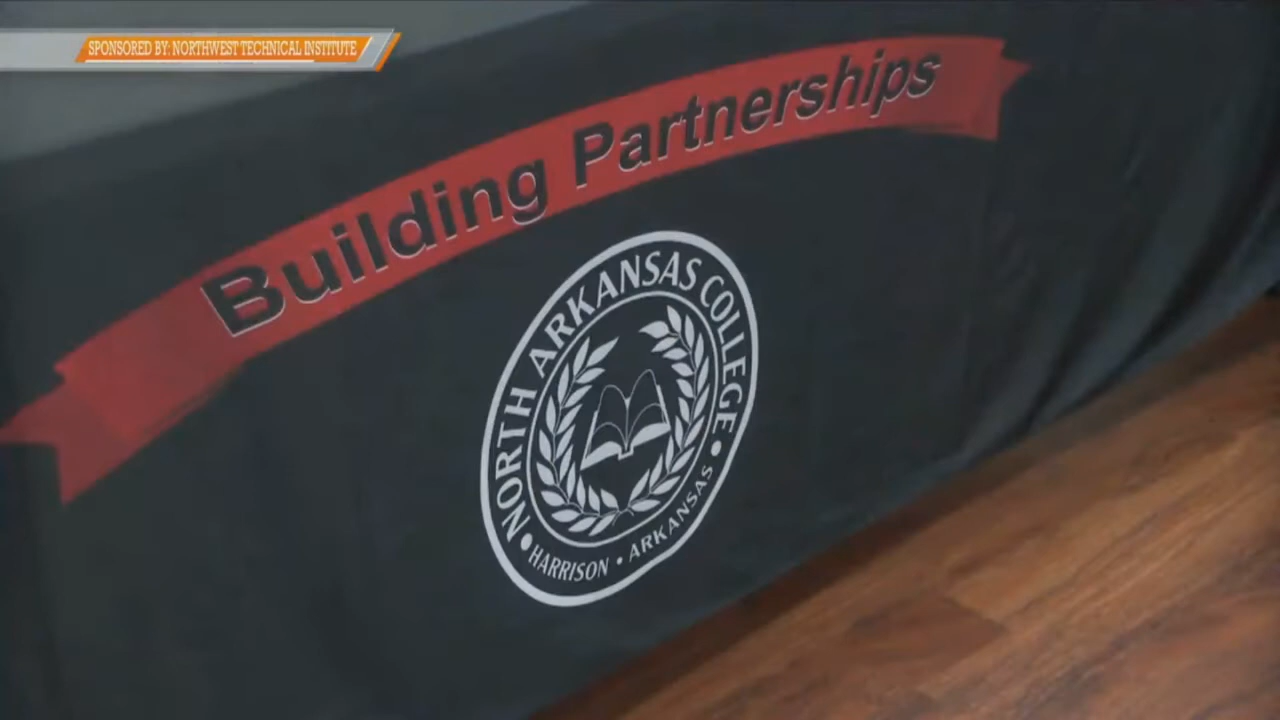 SPONSORED BY: NORTHWEST TECHNICAL INSTITUTE
Building Partnerships
NORTH ARKANSAS COLLEGE
• HARRISON • ARKANSAS •